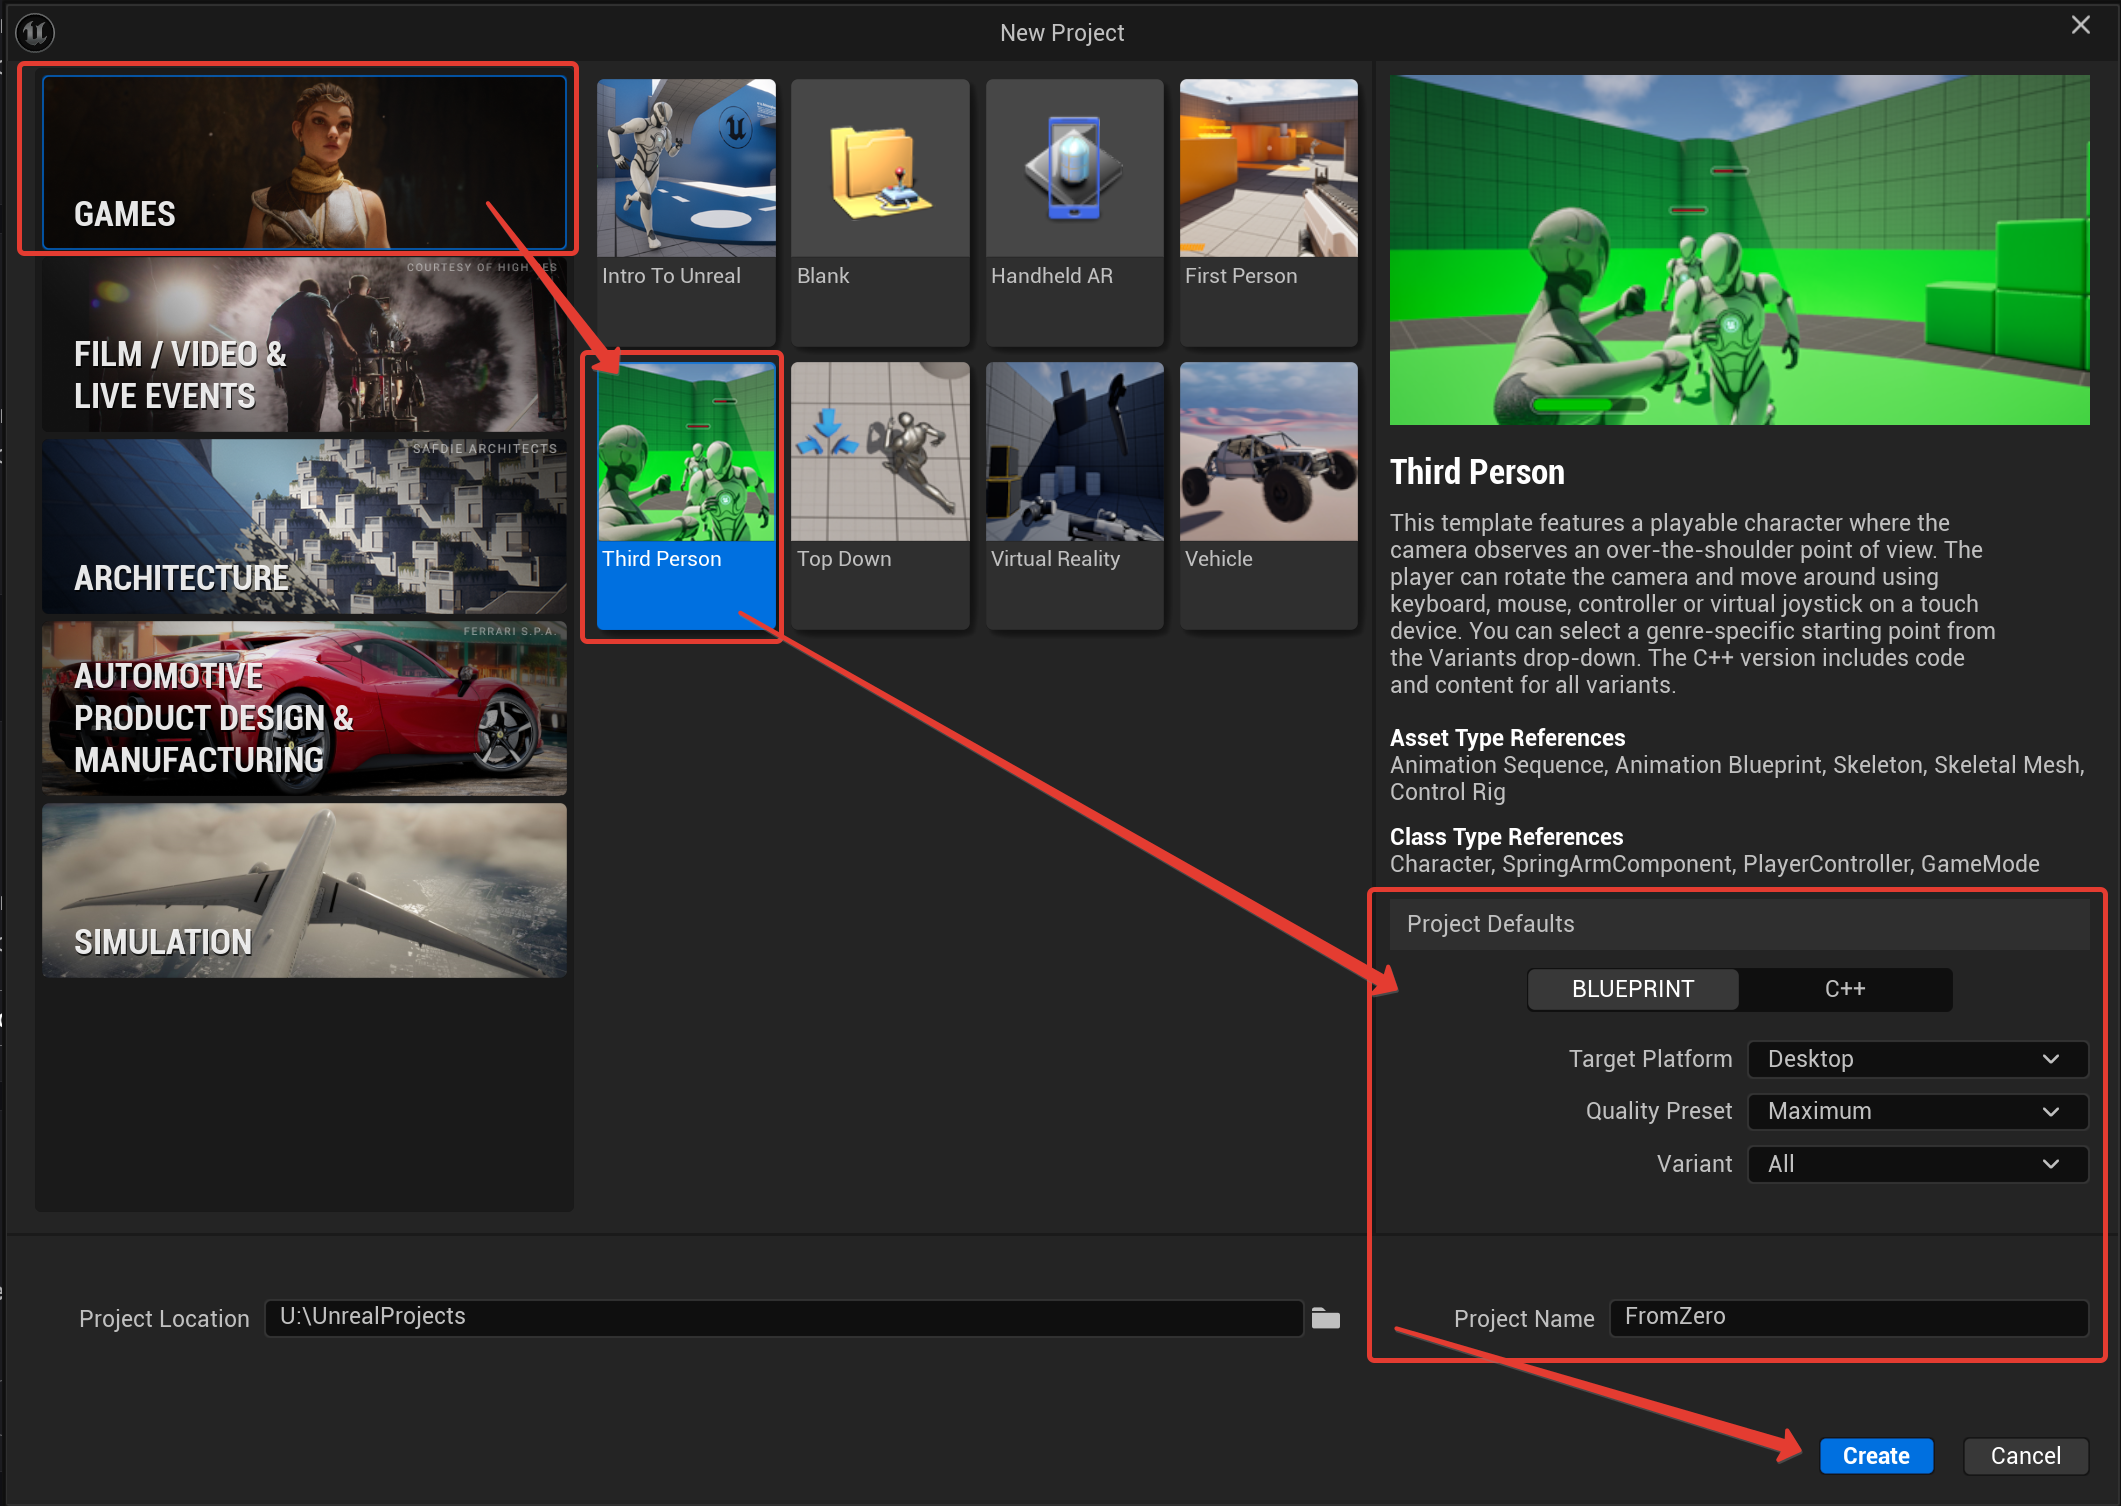 New Project
GAMES
COURTESY OF HIGH RES
FILM / VIDEO &
LIVE EVENTS
SAFDIE ARCHITECTS
ARCHITECTURE
FERRARI S.P.A.
AUTOMOTIVE
PRODUCT DESIGN &
MANUFACTURING
SIMULATION
Intro To Unreal
Blank
Handheld AR
First Person
Third Person
Top Down
Virtual Reality
Vehicle
Third Person
This template features a playable character where the
camera observes an over-the-shoulder point of view. The
player can rotate the camera and move around using
keyboard, mouse, controller or virtual joystick on a touch
device. You can select a genre-specific starting point from
the Variants drop-down. The C++ version includes code
and content for all variants.
Asset Type References
Animation Sequence, Animation Blueprint, Skeleton, Skeletal Mesh,
Control Rig
Class Type References
Character, SpringArmComponent, PlayerController, GameMode
Project Defaults
BLUEPRINT C++
Target Platform Desktop
Quality Preset Maximum
Variant All
Project Location U:\UnrealProjects
Project Name FromZero
Create Cancel